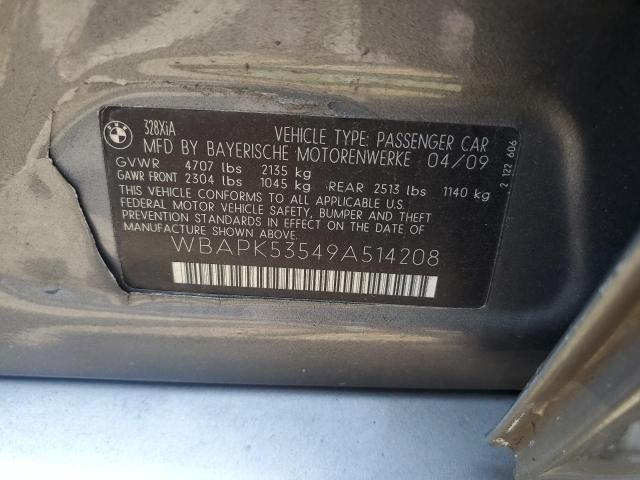 BMW
328XiA
VEHICLE TYPE: PASSENGER CAR
MFD BY BAYERISCHE MOTORENWERKE 04/09
GVWR 4707 lbs 2135 kg
GAWR FRONT 2304 lbs 1045 kg REAR 2513 lbs 1140 kg
THIS VEHICLE CONFORMS TO ALL APPLICABLE U.S.
FEDERAL MOTOR VEHICLE SAFETY, BUMPER AND THEFT
PREVENTION STANDARDS IN EFFECT ON THE DATE
OF MANUFACTURE SHOWN ABOVE.
WBAPK53549A514208
2 122 606